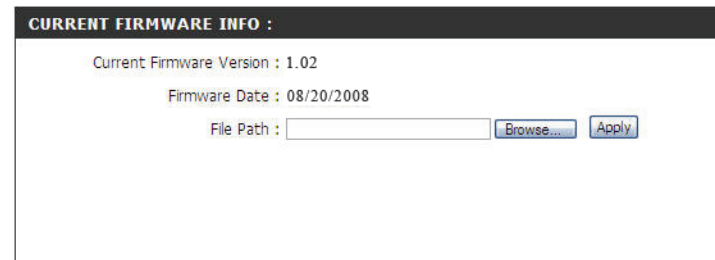 CURRENT FIRMWARE INFO :
Current Firmware Version : 1.02
Firmware Date : 08/20/2008
File Path : Browse... Apply